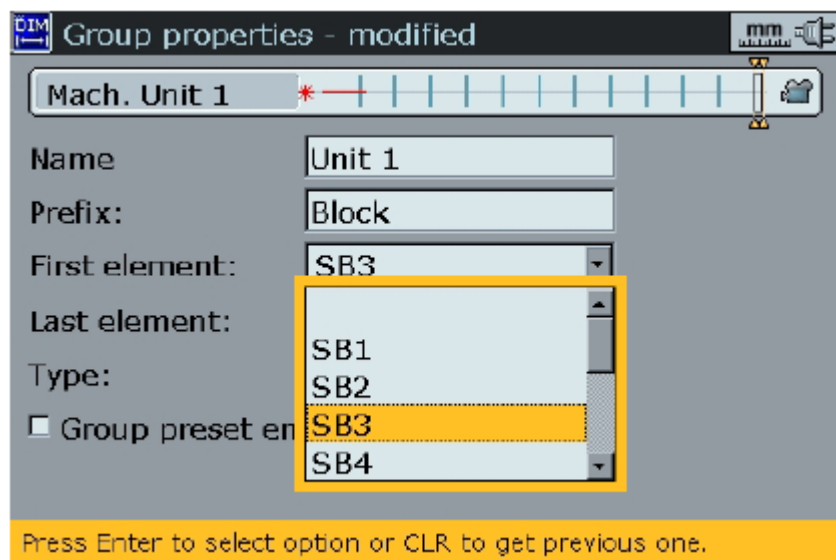 DIM Group properties - modified mm
Mach. Unit 1
Name Unit 1
Prefix: Block
First element: SB3
Last element:
SB1
Type:
SB2
Group preset en SB3
SB4
Press Enter to select option or CLR to get previous one.